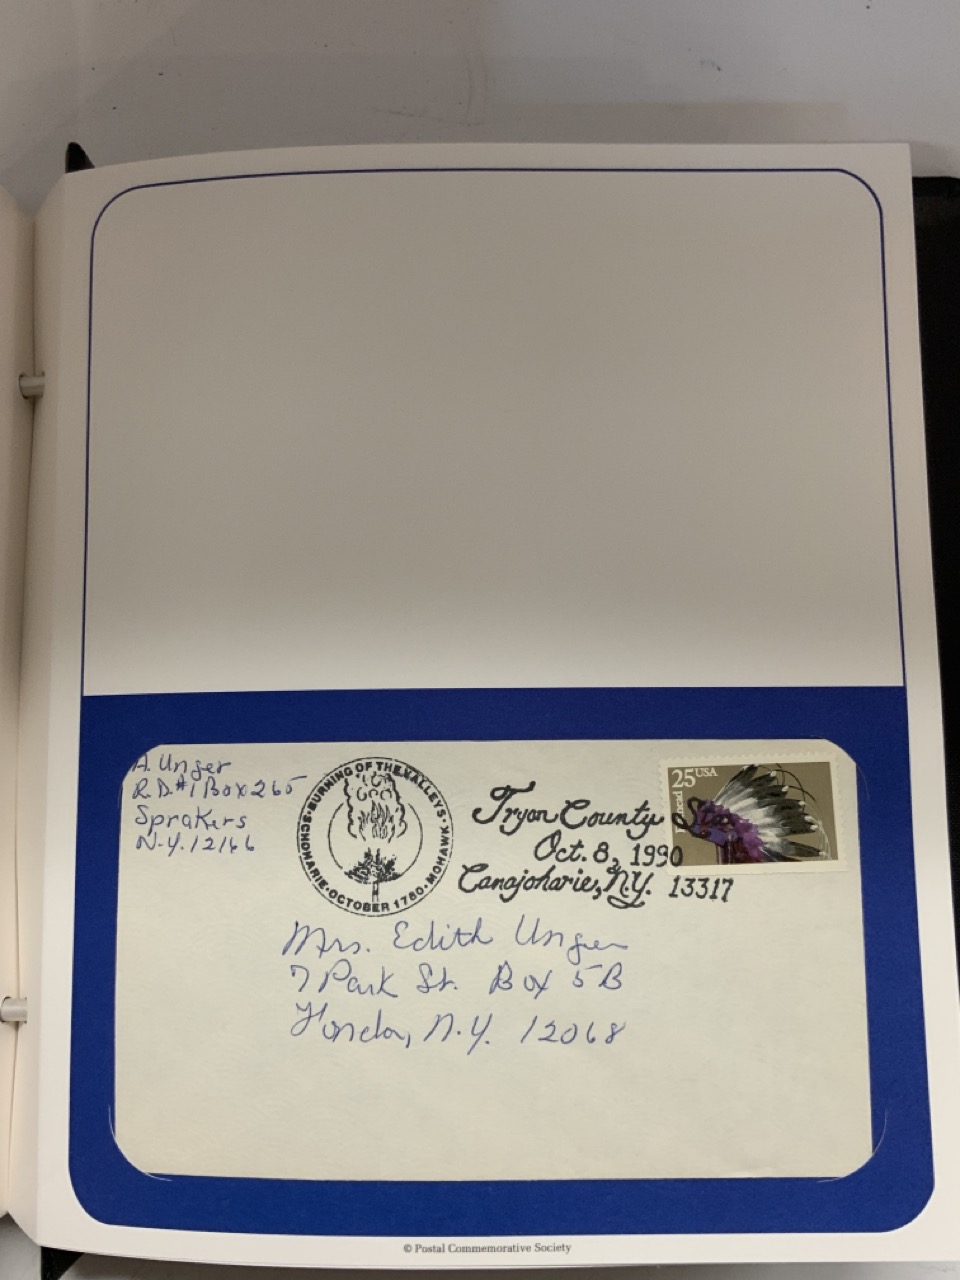 A. Unger
R.D.#1 Box 265
Sprakers
N.Y. 12166
SCHOHARIE • BURNING OF THE VALLEYS • MOHAWK • OCTOBER 1780 •
Tryon County Sta.
Oct. 8, 1990
Canajoharie, N.Y. 13317
25 USA
Mrs. Edith Unger
7 Park St. Box 5B
Fonda, N.Y. 12068
© Postal Commemorative Society